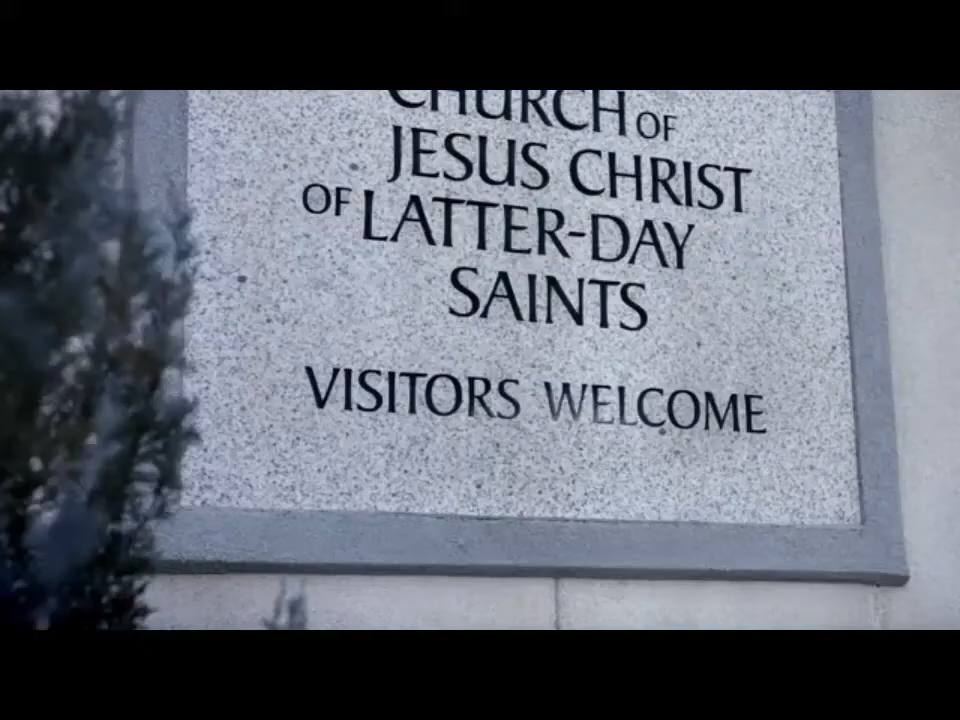 CHURCH OF
JESUS CHRIST
OF LATTER-DAY
SAINTS
VISITORS WELCOME